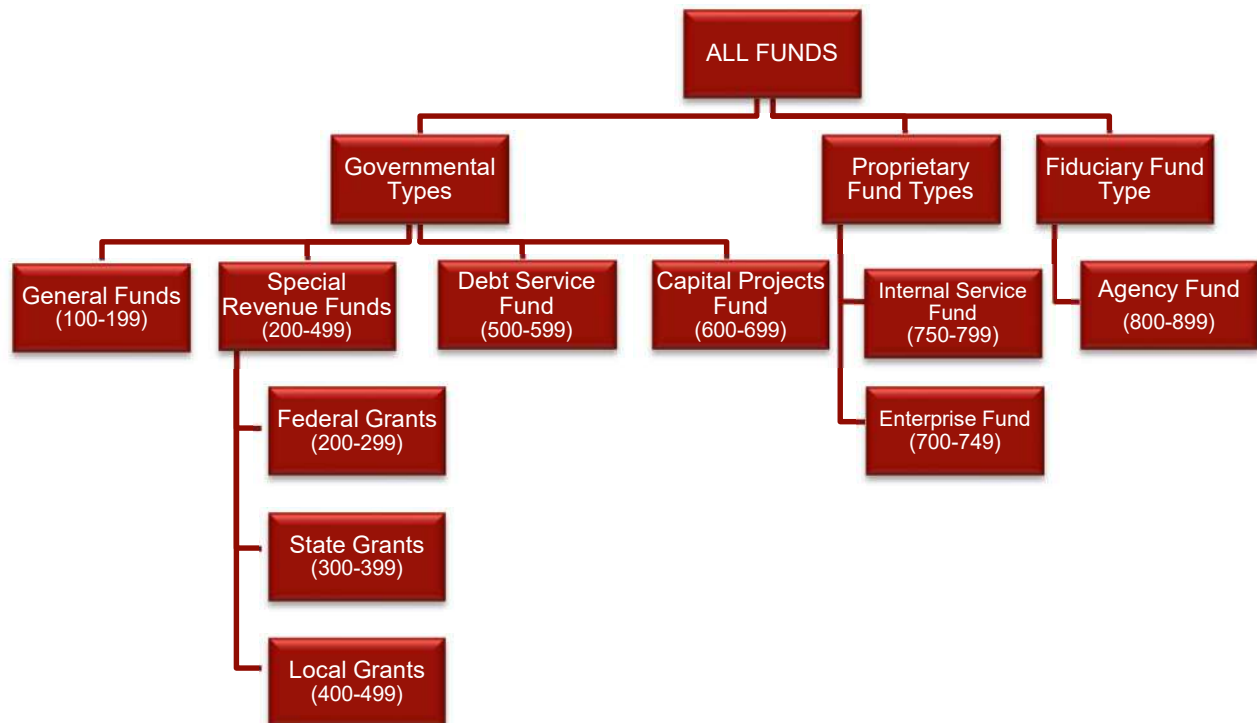 ALL FUNDS
Governmental
Types
Proprietary
Fund Types
Fiduciary Fund
Type
General Funds
(100-199)
Special
Revenue Funds
(200-499)
Debt Service
Fund
(500-599)
Capital Projects
Fund
(600-699)
Internal Service
Fund
(750-799)
Agency Fund
(800-899)
Federal Grants
(200-299)
Enterprise Fund
(700-749)
State Grants
(300-399)
Local Grants
(400-499)